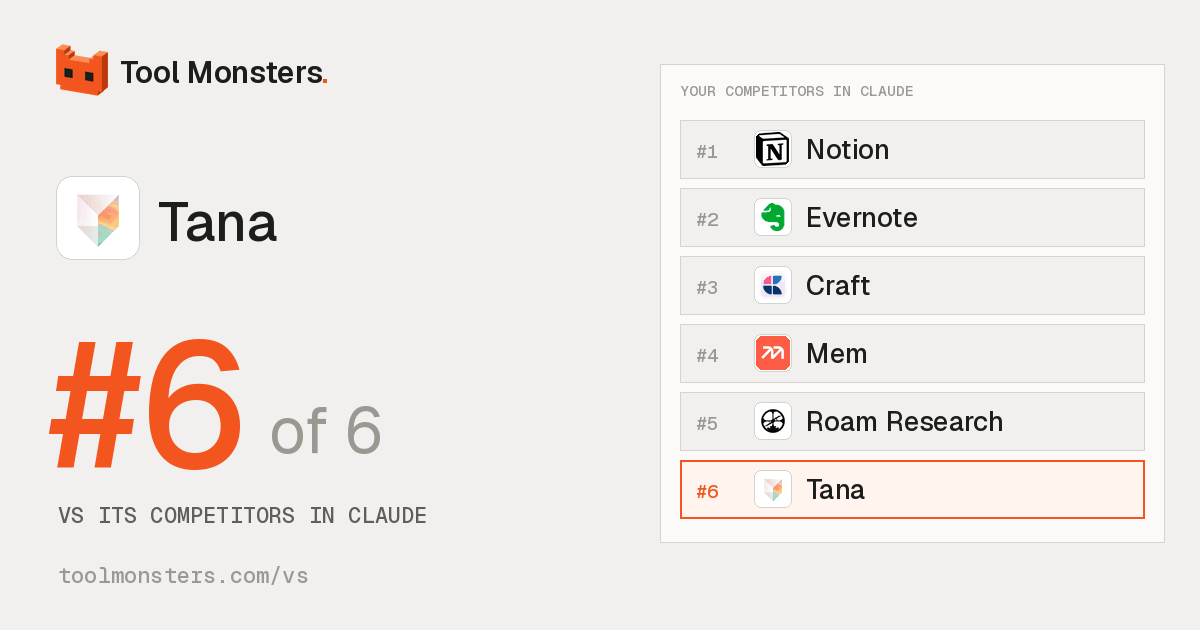 Tool Monsters.
Tana
#6 of 6
VS ITS COMPETITORS IN CLAUDE
toolmonsters.com/vs
YOUR COMPETITORS IN CLAUDE
#1 Notion
#2 Evernote
#3 Craft
#4 Mem
#5 Roam Research
#6 Tana